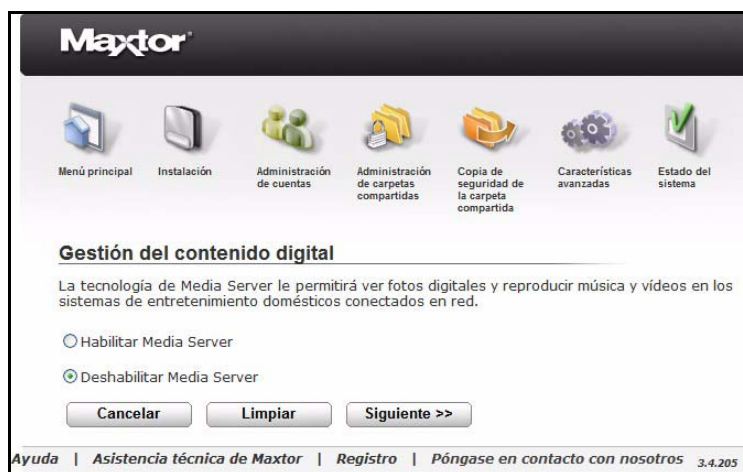 Maxtor
Menú principal
Instalación
Administración
de cuentas
Administración
de carpetas
compartidas
Copia de
seguridad de
la carpeta
compartida
Características
avanzadas
Estado del
sistema
Gestión del contenido digital
La tecnología de Media Server le permitirá ver fotos digitales y reproducir música y vídeos en los
sistemas de entretenimiento domésticos conectados en red.
Habilitar Media Server
Deshabilitar Media Server
Cancelar Limpiar Siguiente >>
Ayuda | Asistencia técnica de Maxtor | Registro | Póngase en contacto con nosotros 3.4.205